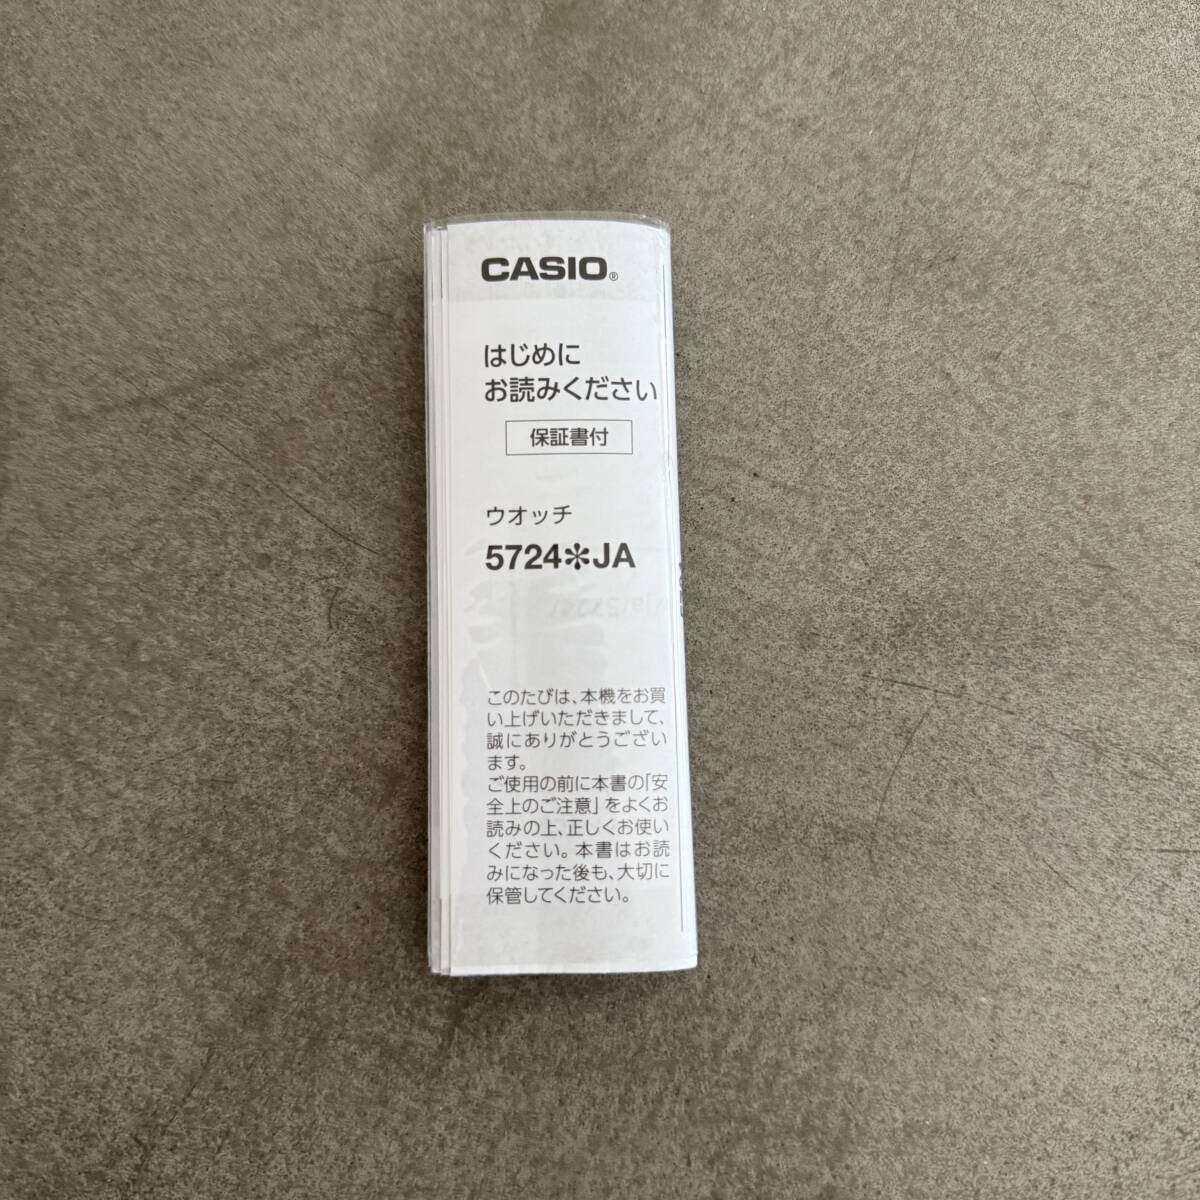 CASIO®
はじめに
お読みください
保証書付
ウオッチ
5724✻JA
このたびは、本機をお買
い上げいただきまして、
誠にありがとうござい
ます。
ご使用の前に本書の「安
全上のご注意」をよくお
読みの上、正しくお使い
ください。本書はお読
みになった後も、大切に
保管してください。